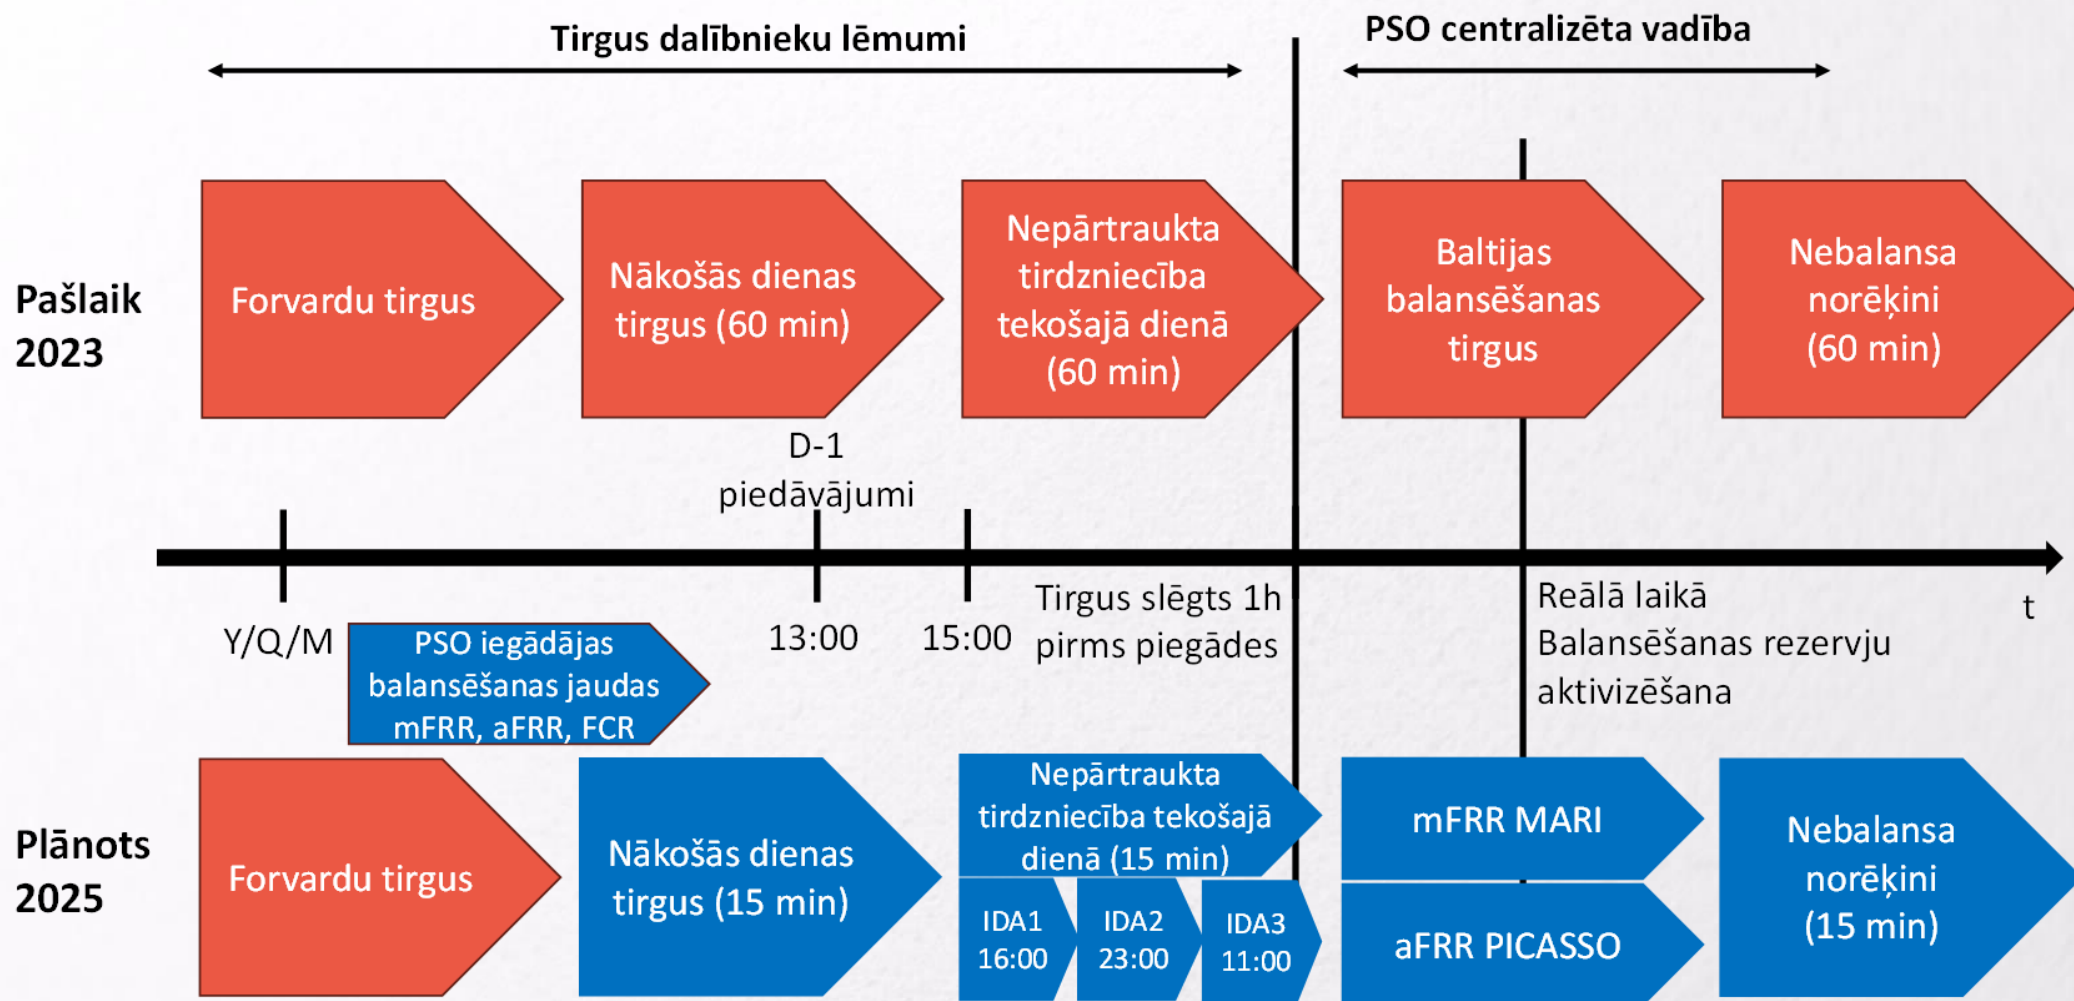 Tirgus dalībnieku lēmumi
PSO centralizēta vadība
Pašlaik
2023
Forvardu tirgus
Nākošās dienas
tirgus (60 min)
Nepārtraukta
tirdzniecība
tekošajā dienā
(60 min)
Baltijas
balansēšanas
tirgus
Nebalansa
norēķini
(60 min)
D-1
piedāvājumi
Y/Q/M
13:00
15:00
Tirgus slēgts 1h
pirms piegādes
Reālā laikā
Balansēšanas rezervju
aktivizēšana
t
PSO iegādājas
balansēšanas jaudas
mFRR, aFRR, FCR
Plānots
2025
Forvardu tirgus
Nākošās dienas
tirgus (15 min)
Nepārtraukta
tirdzniecība tekošajā
dienā (15 min)
IDA1
16:00
IDA2
23:00
IDA3
11:00
mFRR MARI
aFRR PICASSO
Nebalansa
norēķini
(15 min)